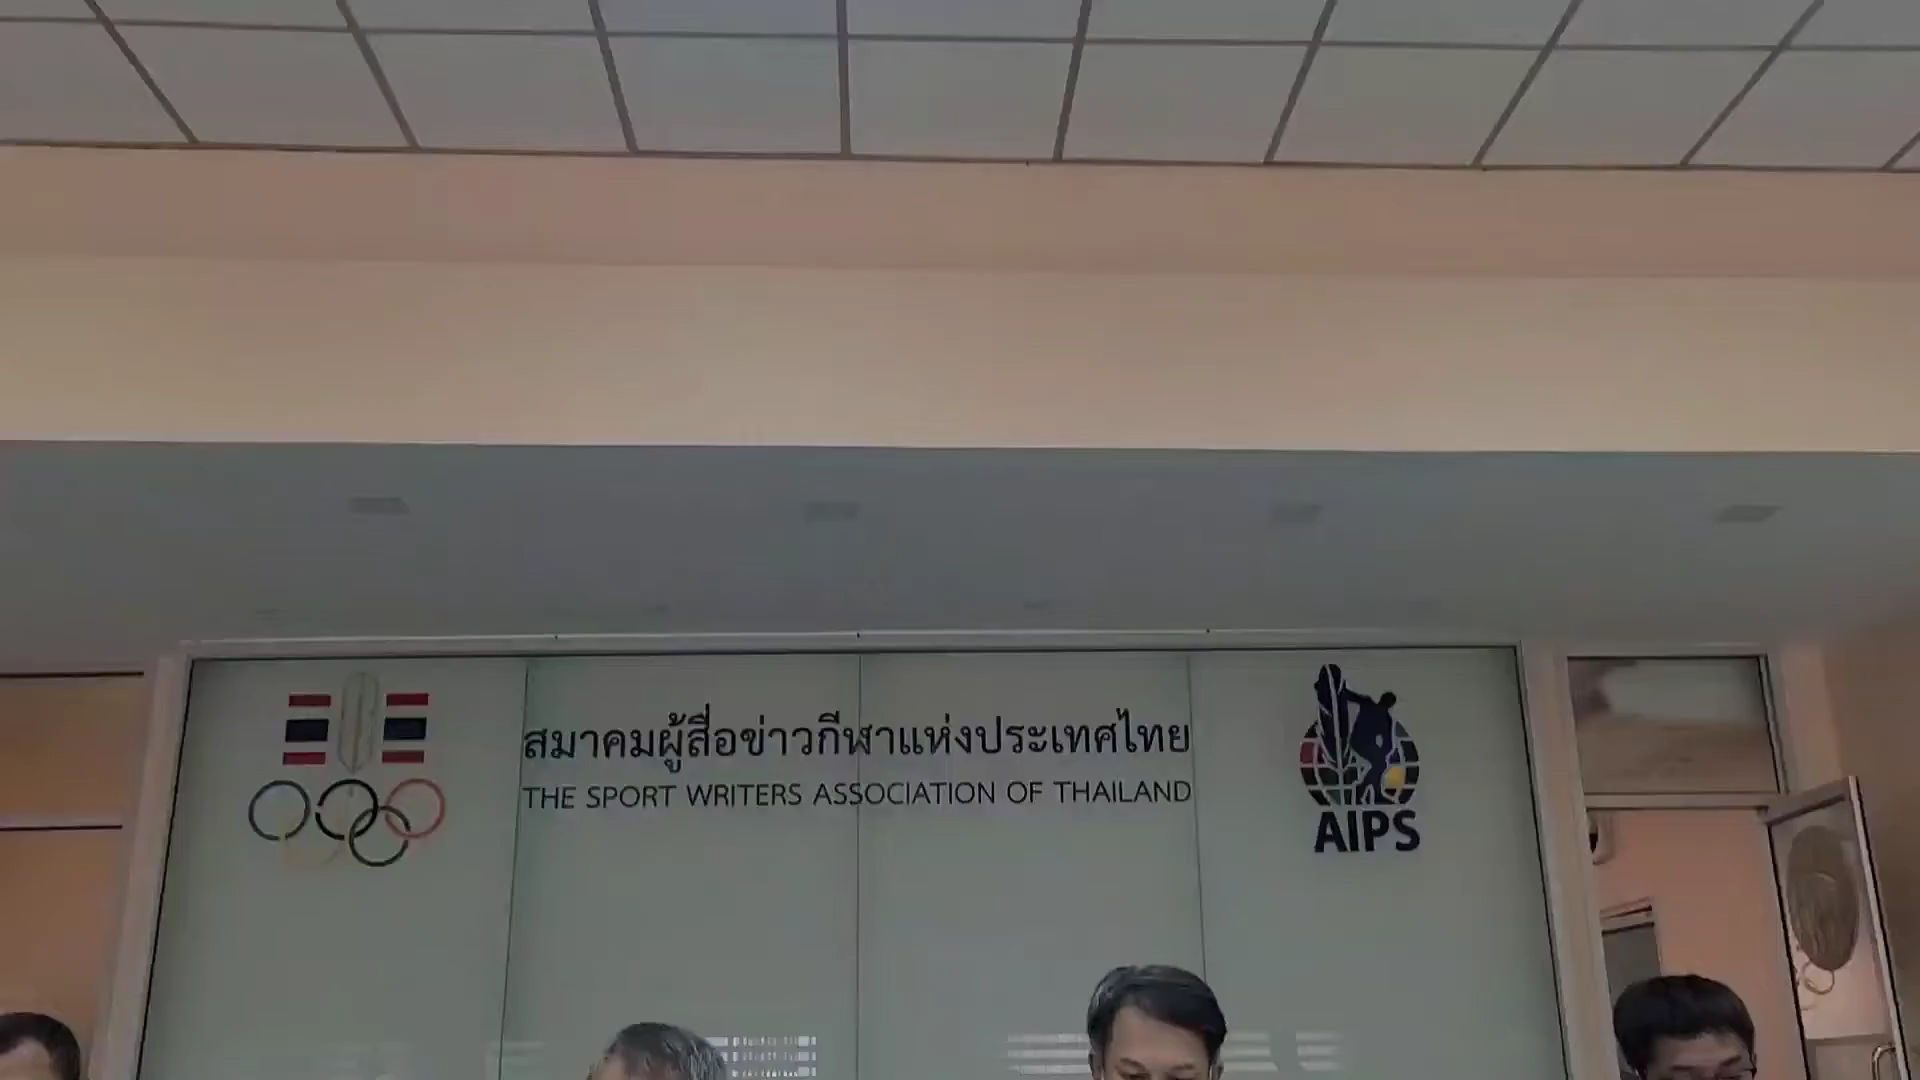 สมาคมผู้สื่อข่าวกีฬาแห่งประเทศไทย
THE SPORT WRITERS ASSOCIATION OF THAILAND
AIPS